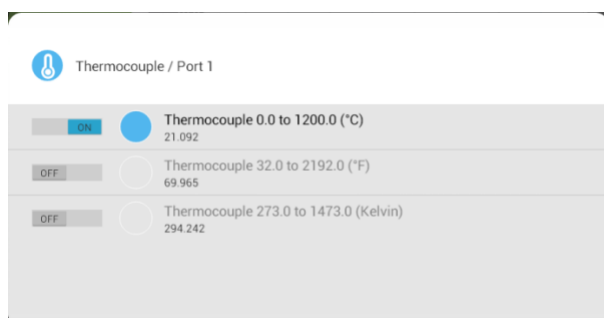 Thermocouple / Port 1
ON
Thermocouple 0.0 to 1200.0 (°C)
21.092
OFF
Thermocouple 32.0 to 2192.0 (°F)
69.965
OFF
Thermocouple 273.0 to 1473.0 (Kelvin)
294.242